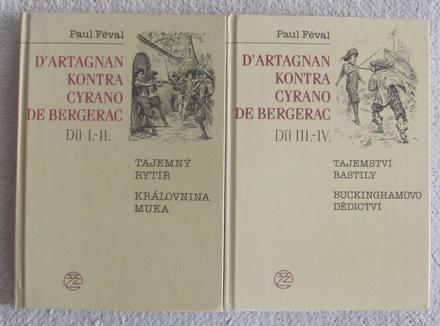 Paul Féval
D'ARTAGNAN
KONTRA
CYRANO
DE BERGERAC
Díl I.-II.
TAJEMNÝ
RYTÍŘ
KRÁLOVNINA
MUKA
Paul Féval
D'ARTAGNAN
KONTRA
CYRANO
DE BERGERAC
Díl III.-IV.
TAJEMSTVÍ
BASTILY
BUCKINGHAMOVO
DĚDICTVÍ